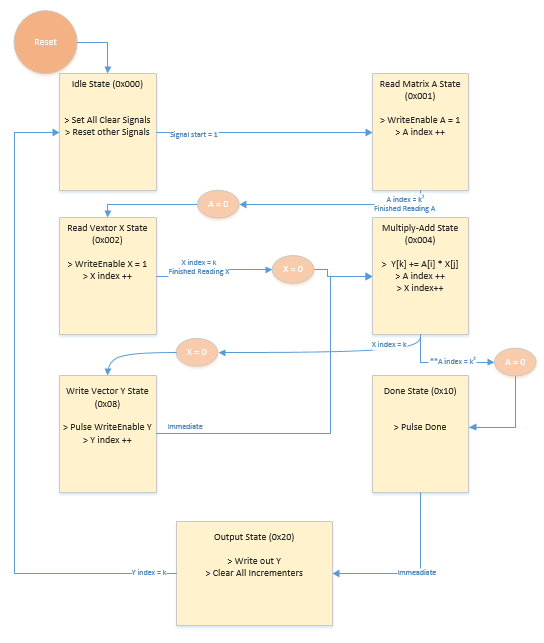 Reset
Idle State (0x000)
> Set All Clear Signals
> Reset other Signals
Signal start = 1
Read Matrix A State
(0x001)
> WriteEnable A = 1
> A index ++
A index = k²
Finished Reading A
A = 0
Read Vextor X State
(0x002)
> WriteEnable X = 1
> X index ++
X index = k
Finished Reading X
X = 0
Multiply-Add State
(0x004)
> Y[k] += A[i] * X[j]
> A index ++
> X index++
X index = k
X = 0
**A index = k²
A = 0
Write Vector Y State
(0x08)
> Pulse WriteEnable Y
> Y index ++
Immediate
Done State (0x10)
> Pulse Done
Immeadiate
Output State (0x20)
> Write out Y
> Clear All Incrementers
Y index = k